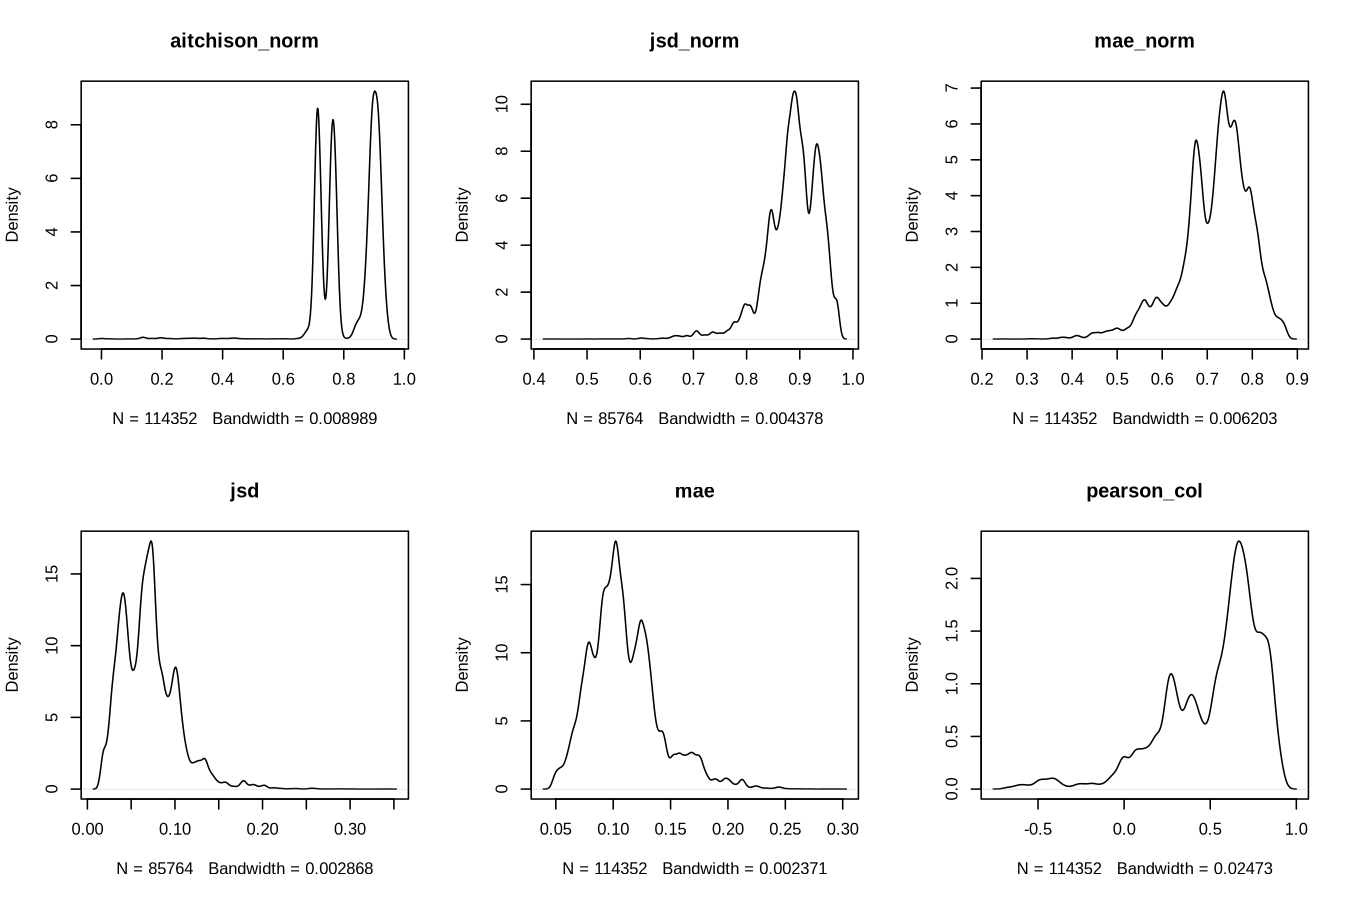 aitchison_norm
Density
0 2 4 6 8
0.0 0.2 0.4 0.6 0.8 1.0
N = 114352 Bandwidth = 0.008989
jsd_norm
Density
0 2 4 6 8 10
0.4 0.5 0.6 0.7 0.8 0.9 1.0
N = 85764 Bandwidth = 0.004378
mae_norm
Density
0 1 2 3 4 5 6 7
0.2 0.3 0.4 0.5 0.6 0.7 0.8 0.9
N = 114352 Bandwidth = 0.006203
jsd
Density
0 5 10 15
0.00 0.10 0.20 0.30
N = 85764 Bandwidth = 0.002868
mae
Density
0 5 10 15
0.05 0.10 0.15 0.20 0.25 0.30
N = 114352 Bandwidth = 0.002371
pearson_col
Density
0.0 0.5 1.0 1.5 2.0
-0.5 0.0 0.5 1.0
N = 114352 Bandwidth = 0.02473